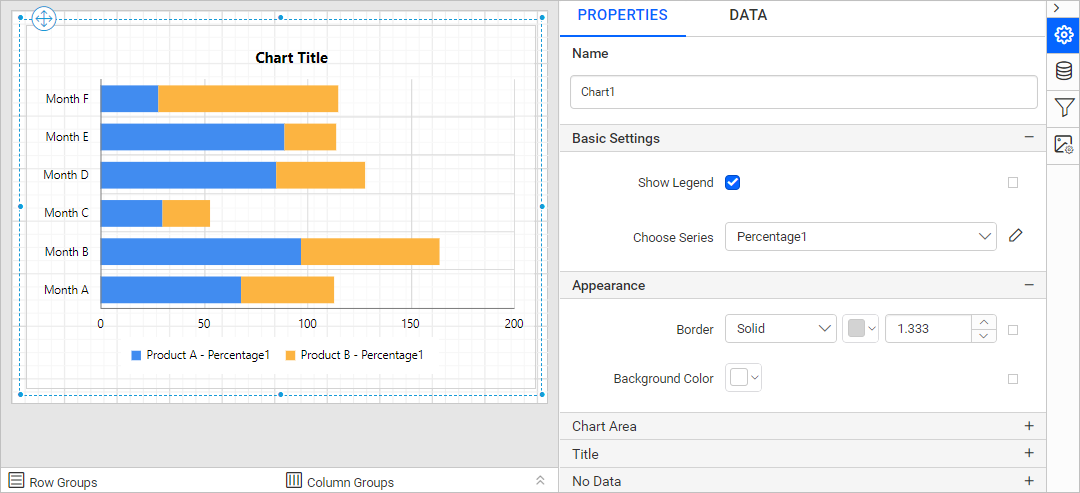 Chart Title
Month F
Month E
Month D
Month C
Month B
Month A
0 50 100 150 200
Product A - Percentage1 Product B - Percentage1
Row Groups Column Groups
PROPERTIES DATA
Name
Chart1
Basic Settings
Show Legend
Choose Series Percentage1
Appearance
Border Solid 1.333
Background Color
Chart Area
Title
No Data